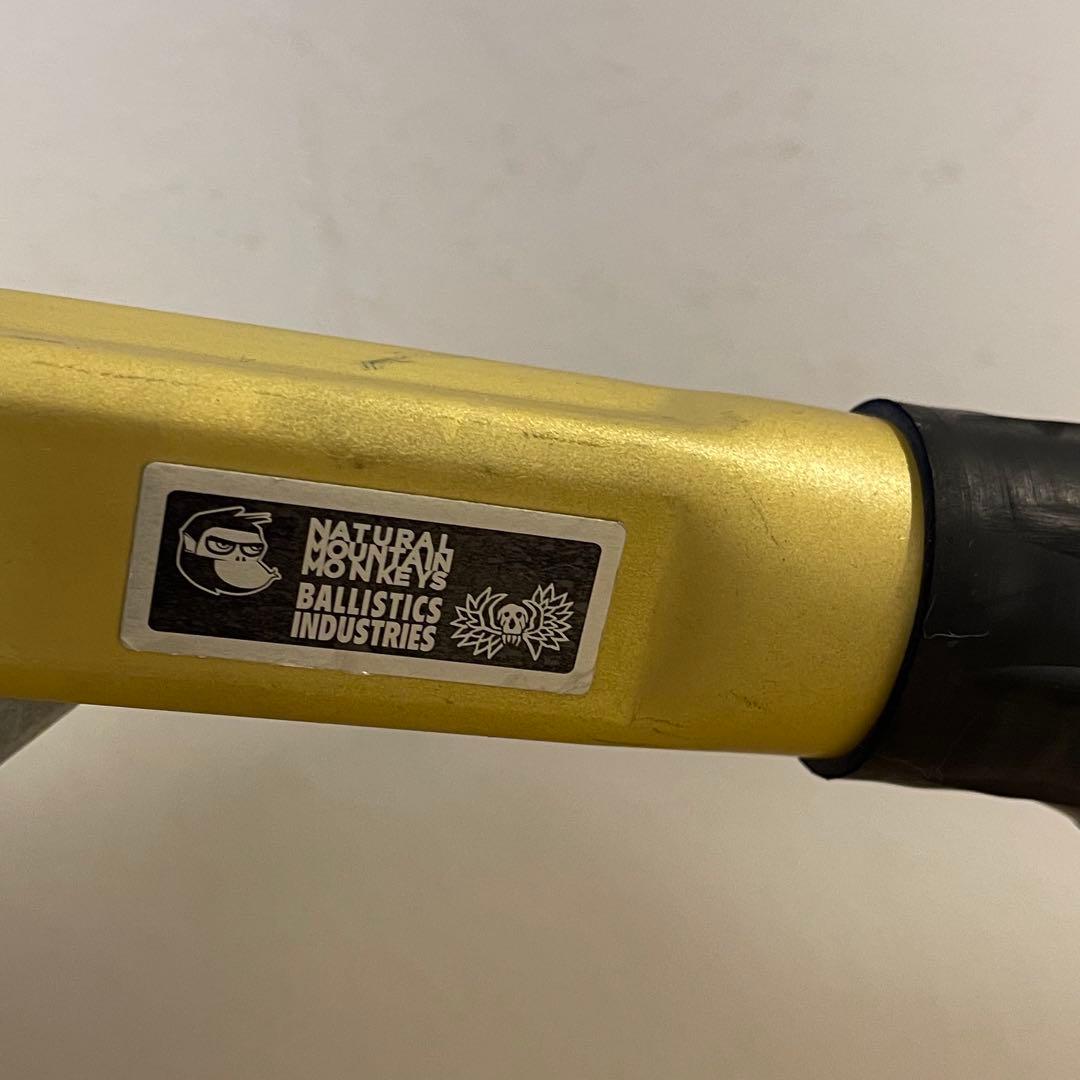 NATURAL
MOUNTAIN
MONKEYS
BALLISTICS
INDUSTRIES